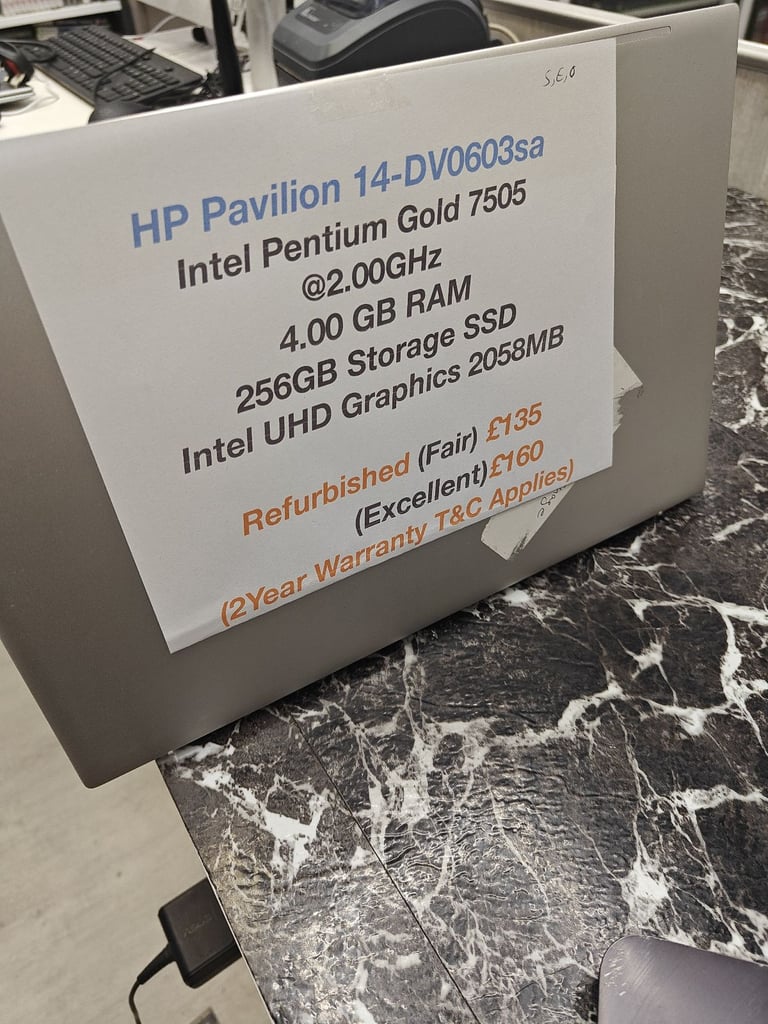 S,E,O
HP Pavilion 14-DV0603sa
Intel Pentium Gold 7505
@2.00GHz
4.00 GB RAM
256GB Storage SSD
Intel UHD Graphics 2058MB
Refurbished (Fair) £135
(Excellent)£160
(2Year Warranty T&C Applies)